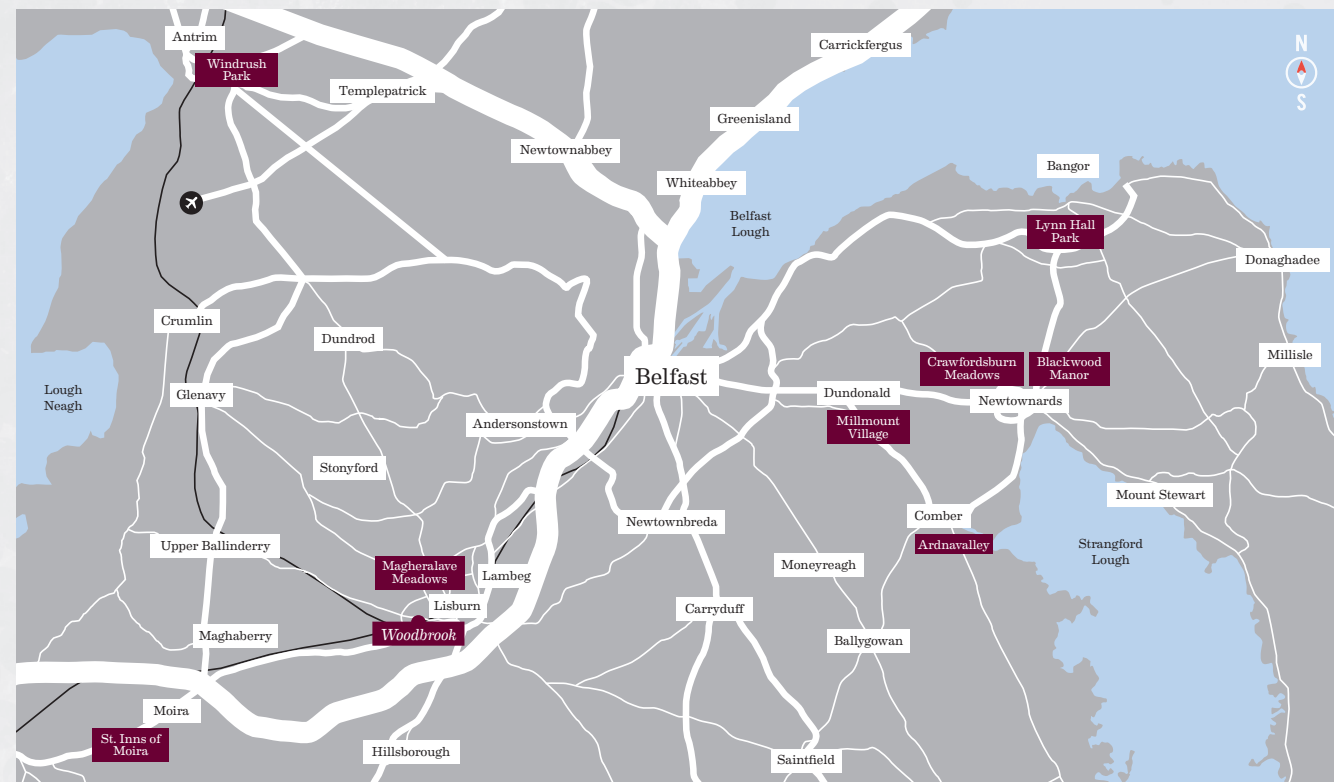 Antrim
Windrush
Park
Templepatrick
Carrickfergus
N
S
Greenisland
Newtownabbey
Whiteabbey
Bangor
Belfast
Lough
Lynn Hall
Park
Donaghadee
Crumlin
Dundrod
Millisle
Lough
Neagh
Glenavy
Belfast
Dundonald
Crawfordsburn
Meadows
Blackwood
Manor
Newtownards
Andersonstown
Millmount
Village
Stonyford
Mount Stewart
Newtownbreda
Comber
Ardnavalley
Strangford
Lough
Upper Ballinderry
Magheralave
Meadows
Lambeg
Moneyreagh
Lisburn
Carryduff
Maghaberry
Woodbrook
Ballygowan
Moira
St. Inns of
Moira
Hillsborough
Saintfield